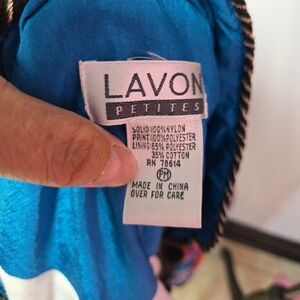 LAVON
PETITES
SOLID:100%NYLON
PRINT:100%POLYESTER
LINING:65% POLYESTER
35% COTTON
RN 78614
PM
MADE IN CHINA
OVER FOR CARE